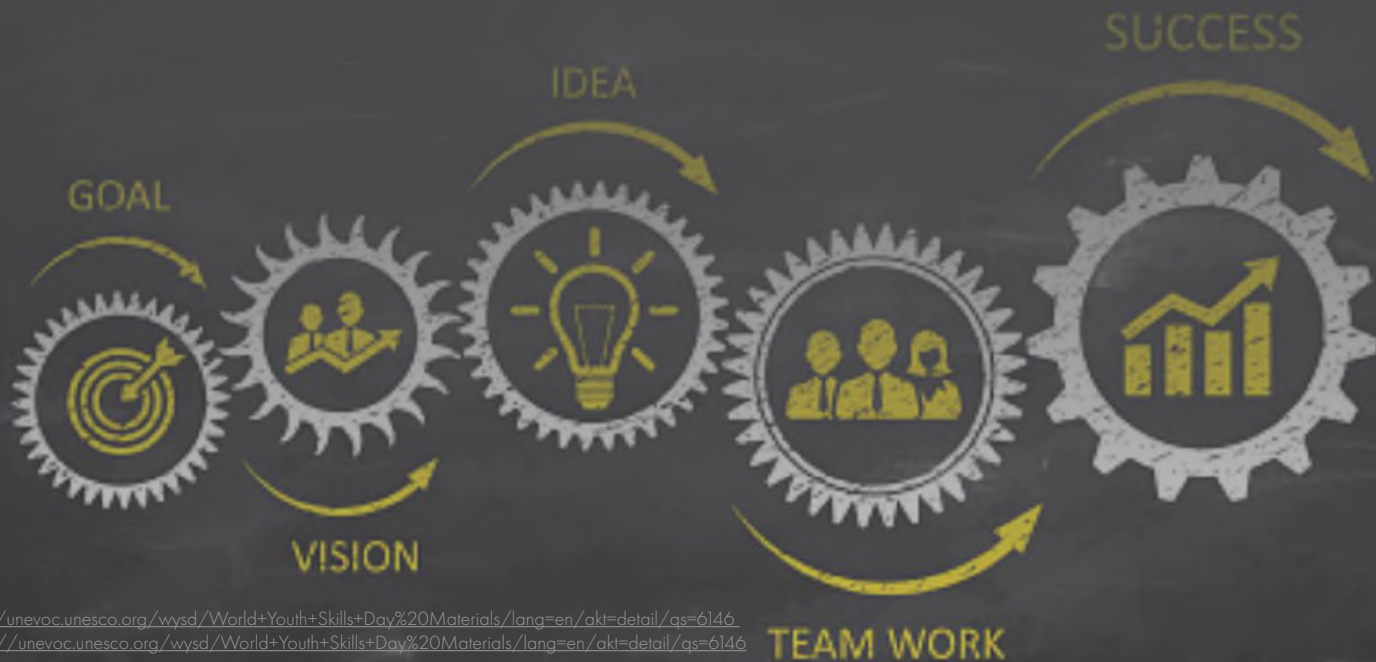 SUCCESS
IDEA
GOAL
VISION
/unevoc.unesco.org/wysd/World+Youth+Skills+Day%20Materials/lang=en/akt=detail/qs=6146
//unevoc.unesco.org/wysd/World+Youth+Skills+Day%20Materials/lang=en/akt=detail/qs=6146
TEAM WORK